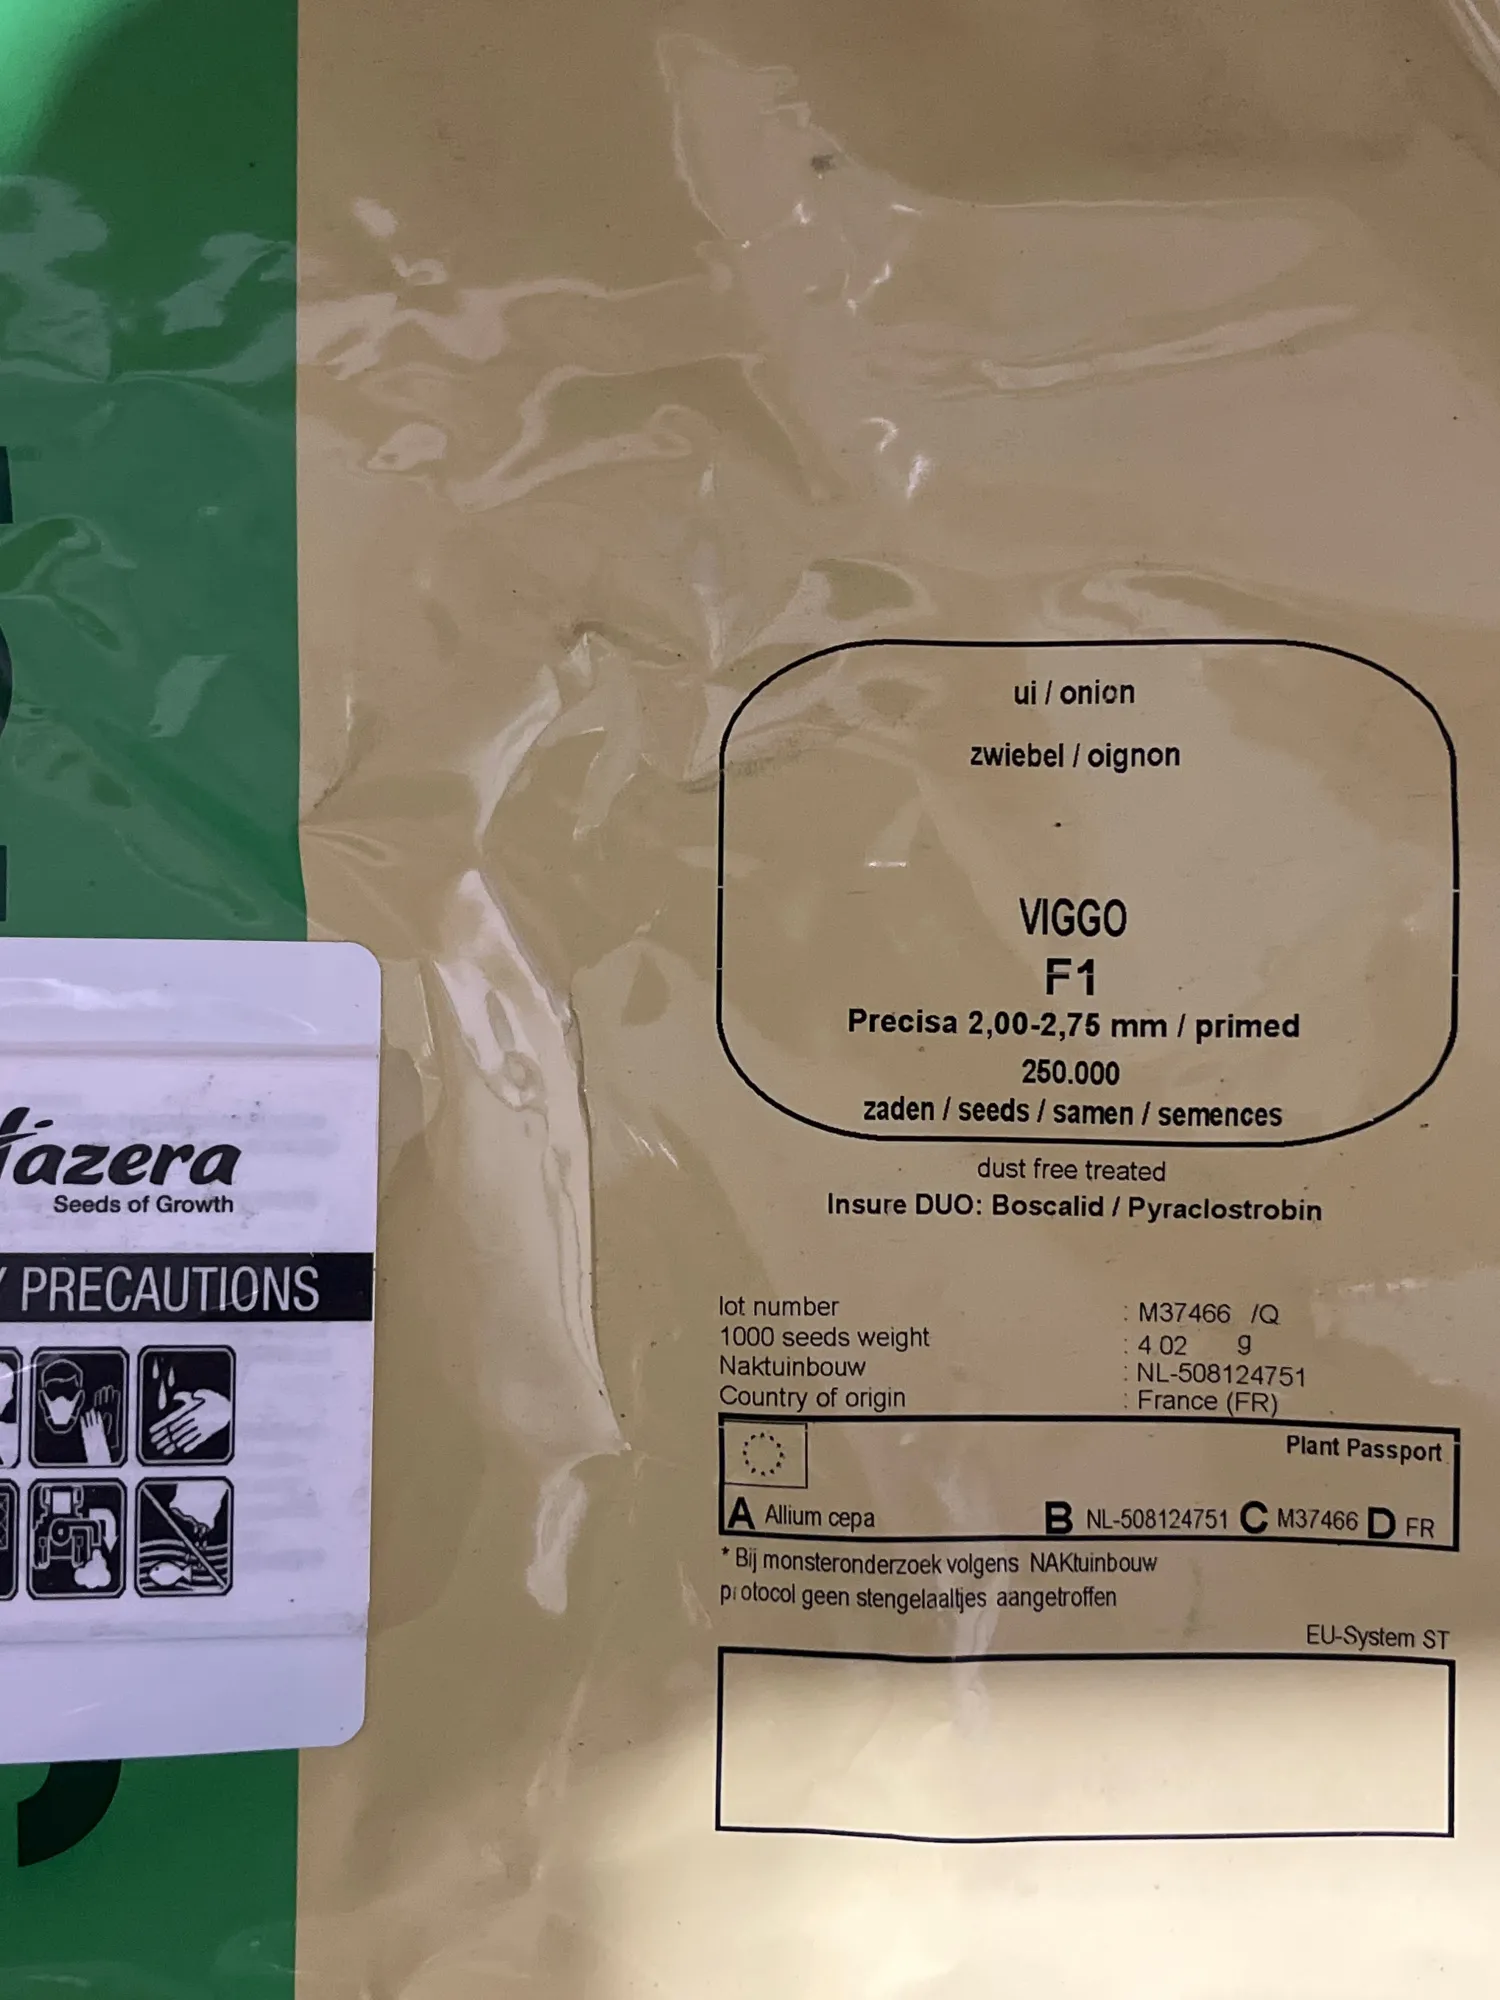 ui / onion
zwiebel / oignon
VIGGO
F1
Precisa 2,00-2,75 mm / primed
250.000
zaden / seeds / samen / semences
dust free treated
Insure DUO: Boscalid / Pyraclostrobin
azera
Seeds of Growth
PRECAUTIONS
lot number : M37466 /Q
1000 seeds weight : 4 02 g
Naktuinbouw : NL-508124751
Country of origin : France (FR)
Plant Passport
A Allium cepa B NL-508124751 C M37466 D FR
* Bij monsteronderzoek volgens NAKtuinbouw
protocol geen stengelaaltjes aangetroffen
EU-System ST